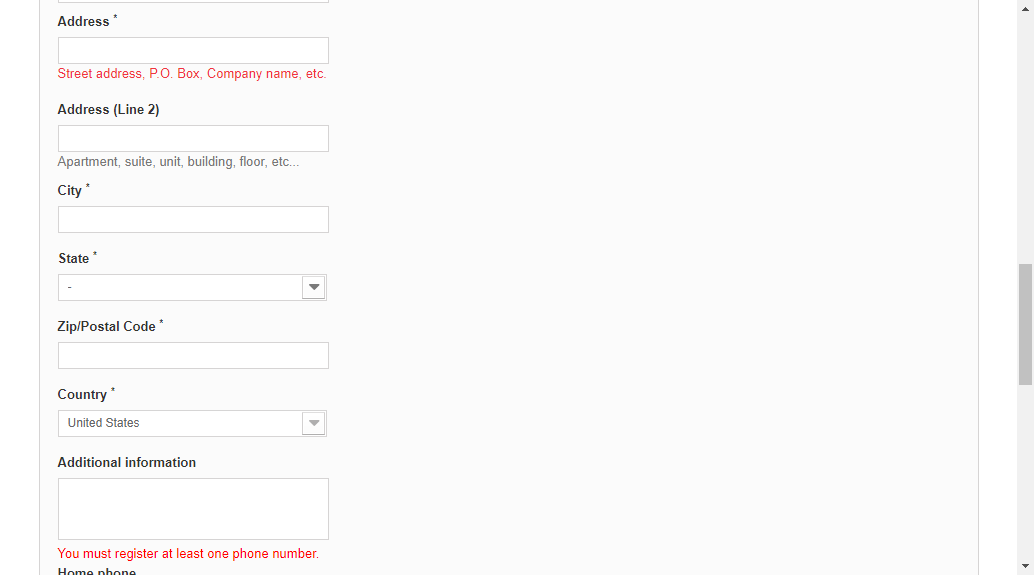 Address *
Street address, P.O. Box, Company name, etc.
Address (Line 2)
Apartment, suite, unit, building, floor, etc...
City *
State *
-
Zip/Postal Code *
Country *
United States
Additional information
You must register at least one phone number.
Home phone